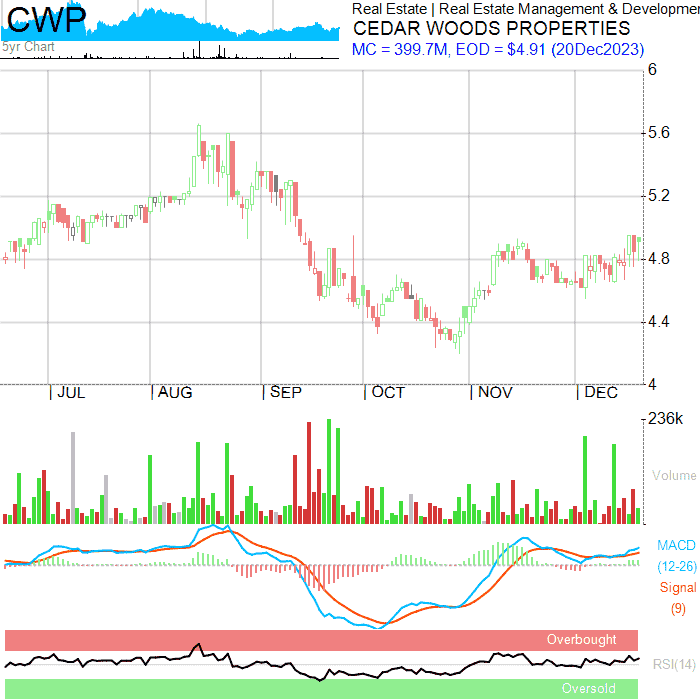 CWP
5yr Chart
Real Estate | Real Estate Management & Developmen
CEDAR WOODS PROPERTIES
MC = 399.7M, EOD = $4.91 (20Dec2023)
6
5.6
5.2
4.8
4.4
4
JUL AUG SEP OCT NOV DEC
236k
Volume
MACD
(12-26)
Signal
(9)
Overbought
RSI(14)
Oversold